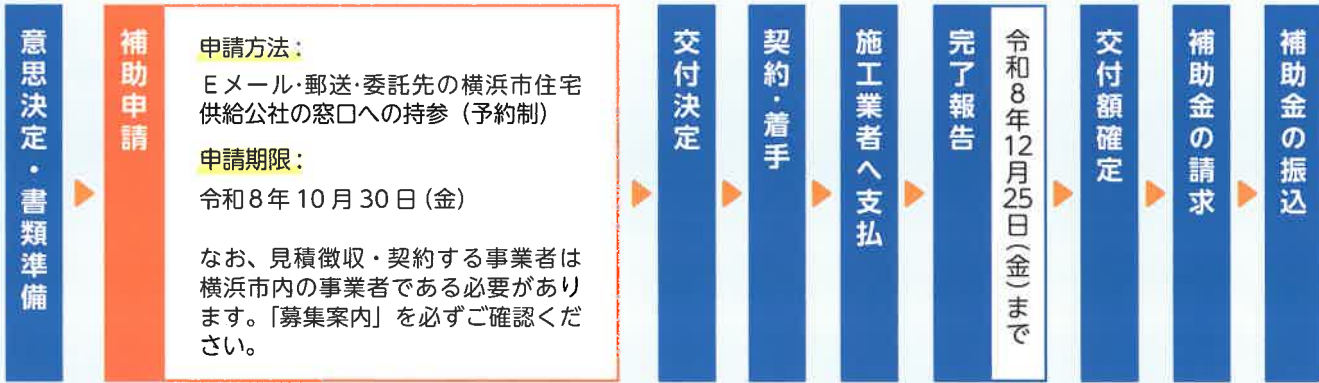 意思決定・書類準備
補助申請
申請方法:
Eメール・郵送・委託先の横浜市住宅
供給公社の窓口への持参（予約制）
申請期限:
令和8年10月30日（金）
なお、見積徴収・契約する事業者は
横浜市内の事業者である必要があり
ます。「募集案内」を必ずご確認くだ
さい。
交付決定
契約・着手
施工業者へ支払
完了報告
令和8年12月25日（金）まで
交付額確定
補助金の請求
補助金の振込